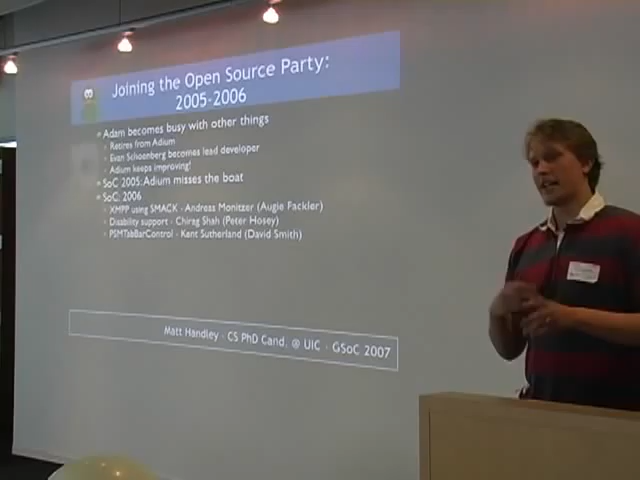 Joining the Open Source Party:
2005-2006
Adam becomes busy with other things
Retires from Adium
Evan Schoenberg becomes lead developer
Adium keeps improving!
SoC 2005: Adium misses the boat
SoC: 2006
XMPP using SMACK - Andreas Monitzer (Augie Fackler)
Disability support - Chirag Shah (Peter Hosey)
PSMTabBarControl - Kent Sutherland (David Smith)
Matt Handley - CS PhD Cand. @ UIC - GSoC 2007